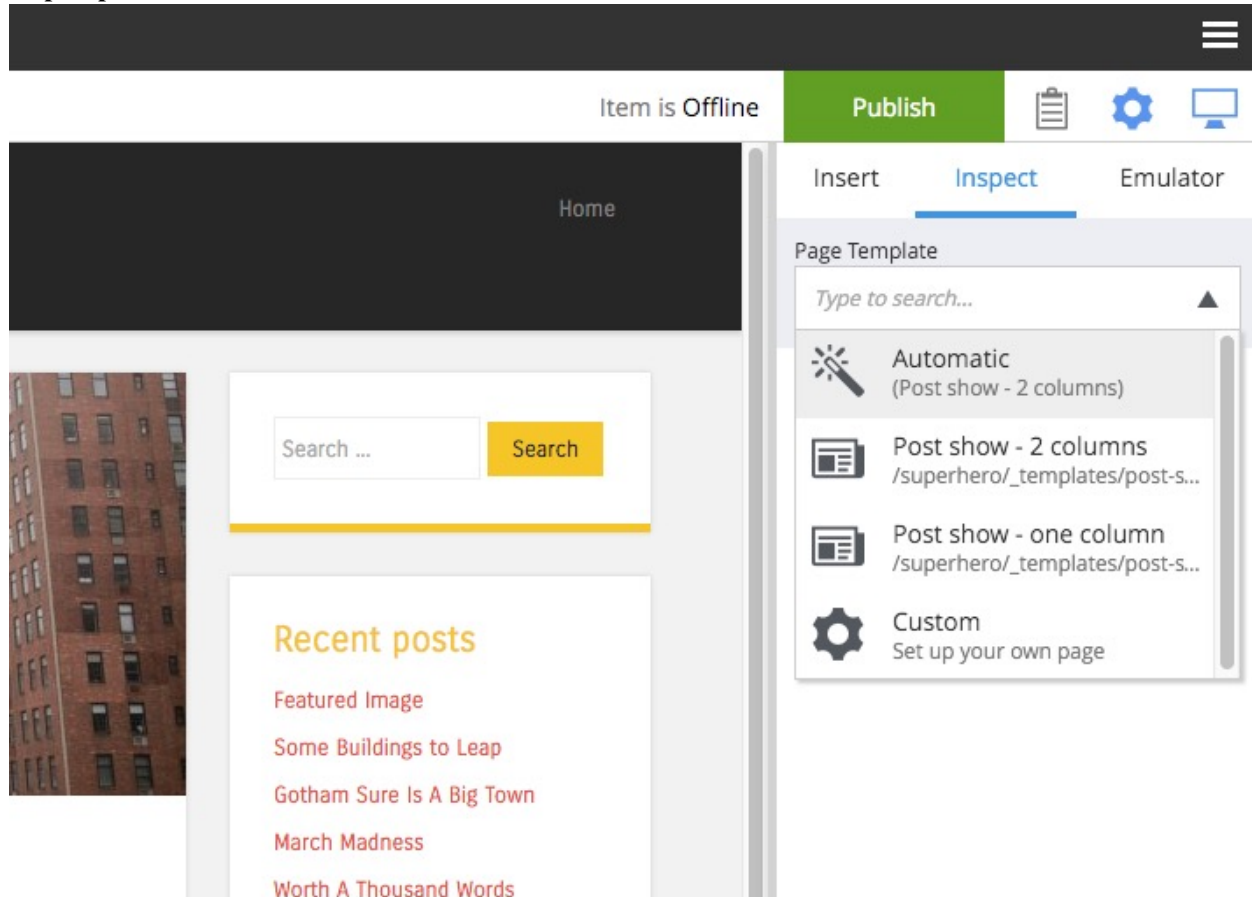 Item is Offline
Publish
Home
Insert
Inspect
Emulator
Page Template
Type to search...
Automatic
(Post show - 2 columns)
Post show - 2 columns
/superhero/_templates/post-s...
Post show - one column
/superhero/_templates/post-s...
Custom
Set up your own page
Search ...
Search
Recent posts
Featured Image
Some Buildings to Leap
Gotham Sure Is A Big Town
March Madness
Worth A Thousand Words